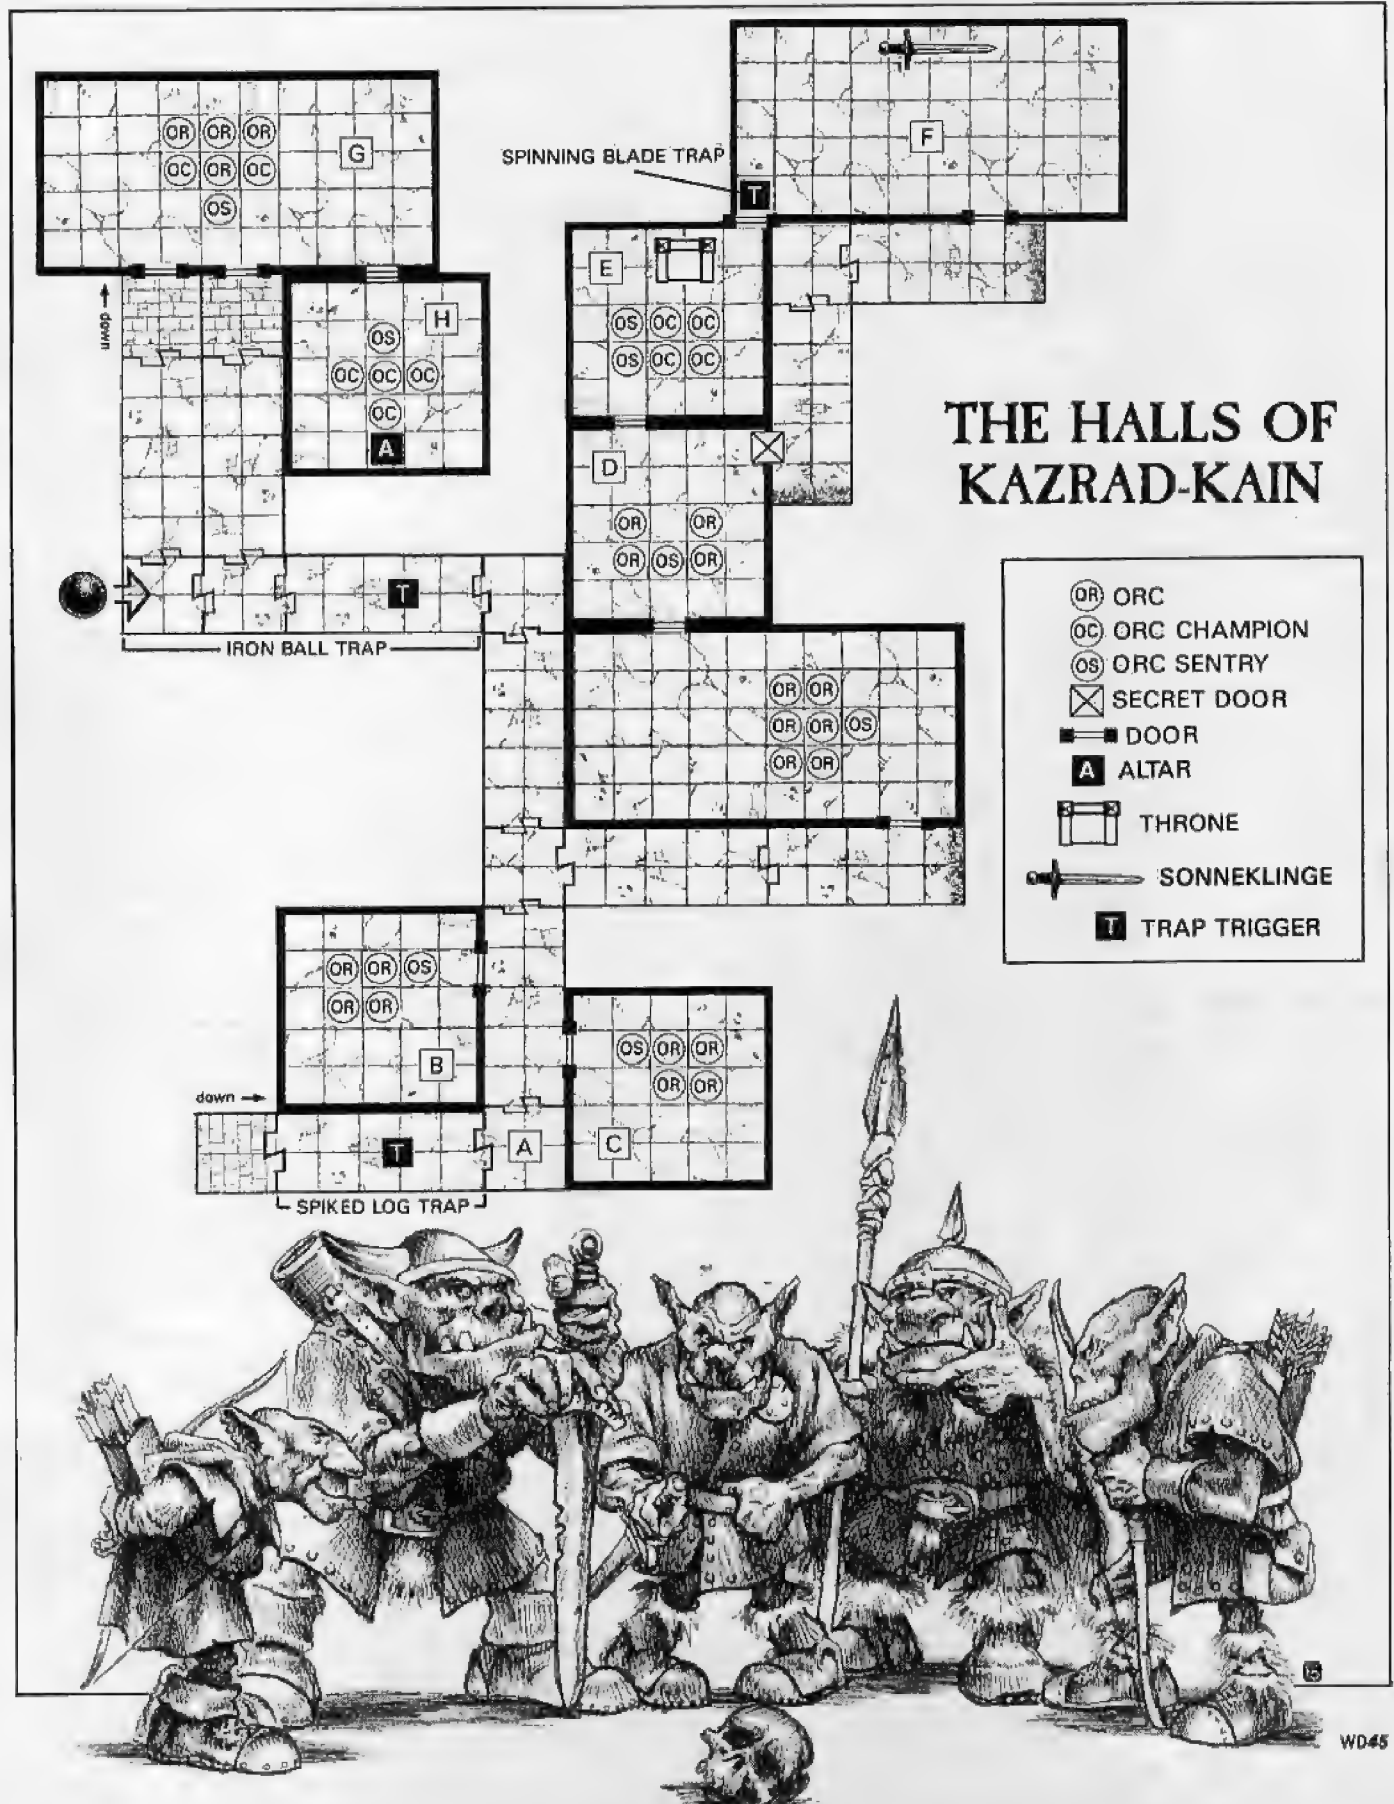 SPINNING BLADE TRAP
T
F
OR OR OR
G
OC OR OC
OS
down
E
H
OS
OC OC OC
OC
A
OS OC OC
OS OC OC
D
OR OR
OR OS OR
THE HALLS OF
KAZRAD-KAIN
T
IRON BALL TRAP
OR ORC
OC ORC CHAMPION
OS ORC SENTRY
SECRET DOOR
DOOR
A ALTAR
THRONE
SONNEKLINGE
T TRAP TRIGGER
OR OR
OR OR OS
OR OR
OR OR OS
OR OR
B
OS OR OR
OR OR
down
T
A
C
SPIKED LOG TRAP
WD45